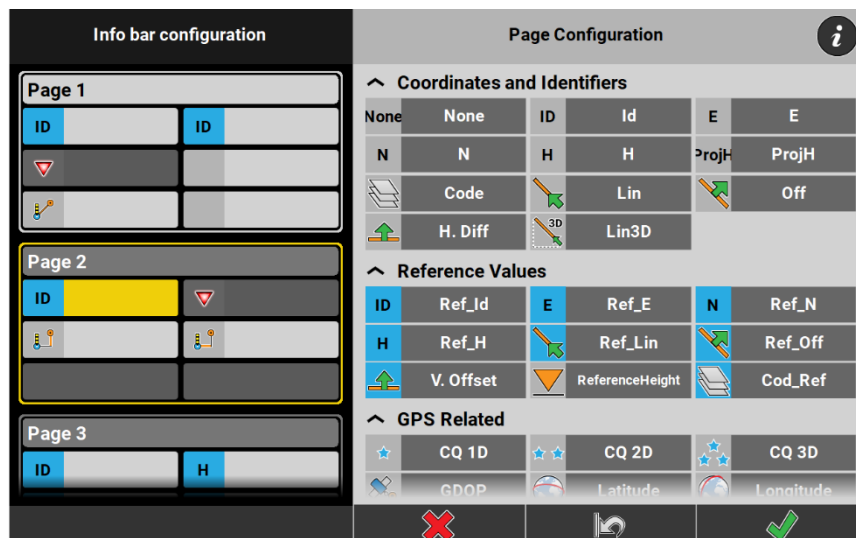 Info bar configuration
Page Configuration
i
Page 1
ID
ID
Page 2
ID
Page 3
ID
H
Coordinates and Identifiers
None None ID Id E E
N N H H ProjH ProjH
Code Lin Off
H. Diff 3D Lin3D
Reference Values
ID Ref_Id E Ref_E N Ref_N
H Ref_H Ref_Lin Ref_Off
V. Offset ReferenceHeight Cod_Ref
GPS Related
CQ 1D CQ 2D CQ 3D
GDOP Latitude Longitude